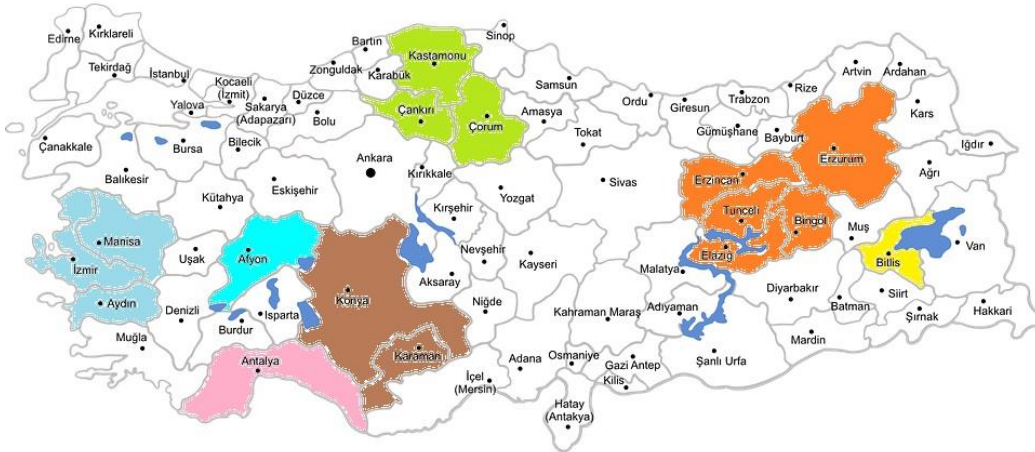 Edirne
Kırklareli
Tekirdağ
İstanbul
Kocaeli
(İzmit)
Yalova
Sakarya
(Adapazarı)
Düzce
Bolu
Zonguldak
Bartın
Karabük
Kastamonu
Sinop
Çankırı
Çorum
Samsun
Amasya
Tokat
Ordu
Giresun
Trabzon
Rize
Artvin
Ardahan
Gümüşhane
Bayburt
Kars
Erzurum
Iğdır
Ağrı
Çanakkale
Bursa
Bilecik
Balıkesir
Kütahya
Eskişehir
Ankara
Kırıkkale
Kırşehir
Yozgat
Sivas
Erzincan
Tunceli
Bingöl
Elazığ
Muş
Bitlis
Van
Manisa
İzmir
Aydın
Uşak
Afyon
Denizli
Muğla
Burdur
Isparta
Antalya
Konya
Karaman
Aksaray
Nevşehir
Niğde
Kayseri
Malatya
Adıyaman
Kahraman Maraş
Diyarbakır
Batman
Siirt
Şırnak
Hakkari
Mardin
Şanlı Urfa
Gazi Antep
Kilis
Osmaniye
Adana
İçel
(Mersin)
Hatay
(Antakya)